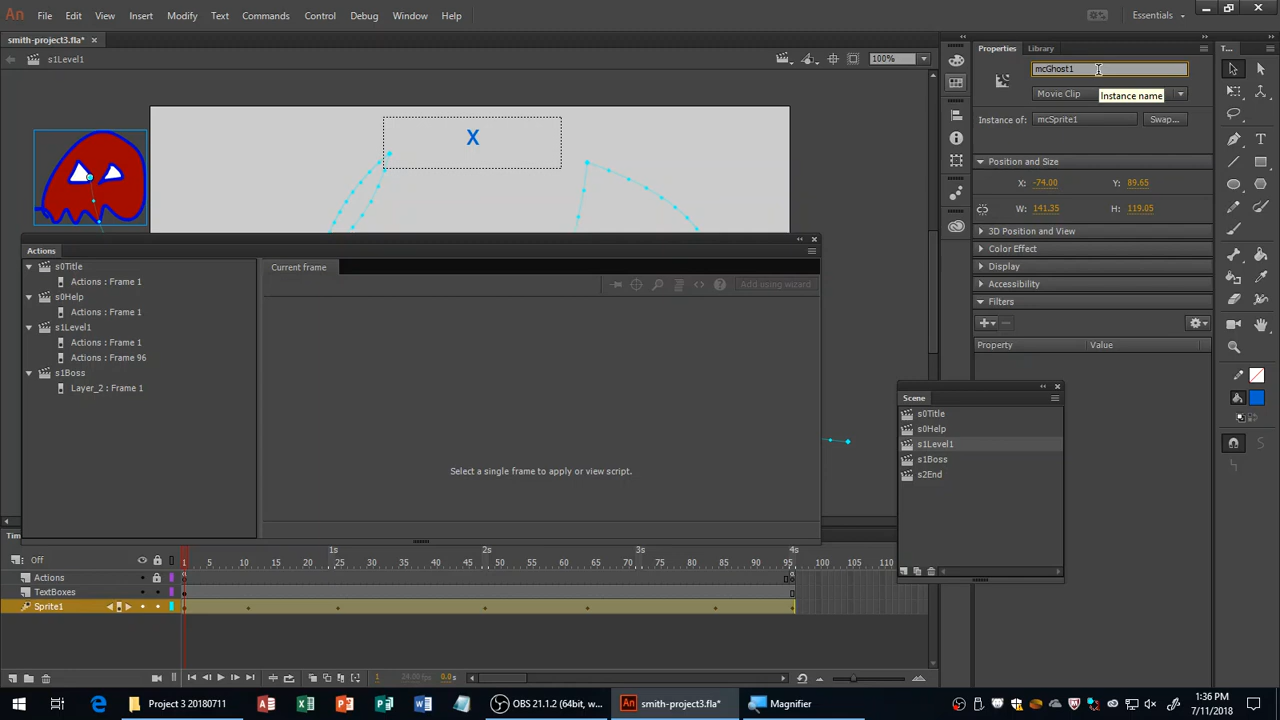 An File Edit View Insert Modify Text Commands Control Debug Window Help Essentials
smith-project3.fla* ×
s1Level1 100%
Properties Library T...
mcGhost1
Movie Clip
Instance name
Instance of: mcSprite1 Swap...
X
Position and Size
X: -74.00 Y: 89.65
W: 141.35 H: 119.05
3D Position and View
Color Effect
Display
Accessibility
Filters
Property Value
Actions
s0Title
Actions : Frame 1
s0Help
Actions : Frame 1
s1Level1
Actions : Frame 1
Actions : Frame 96
s1Boss
Layer_2 : Frame 1
Current frame
Add using wizard
Select a single frame to apply or view script.
Scene
s0Title
s0Help
s1Level1
s1Boss
s2End
Tim
Off 1s 2s 3s 4s
1 5 10 15 20 25 30 35 40 45 50 55 60 65 70 75 80 85 90 95 100 105 110
Actions
TextBoxes
Sprite1
1 24.00 fps 0.0s
Project 3 20180711
OBS 21.1.2 (64bit, w...
An smith-project3.fla*
Magnifier
1:36 PM
7/11/2018